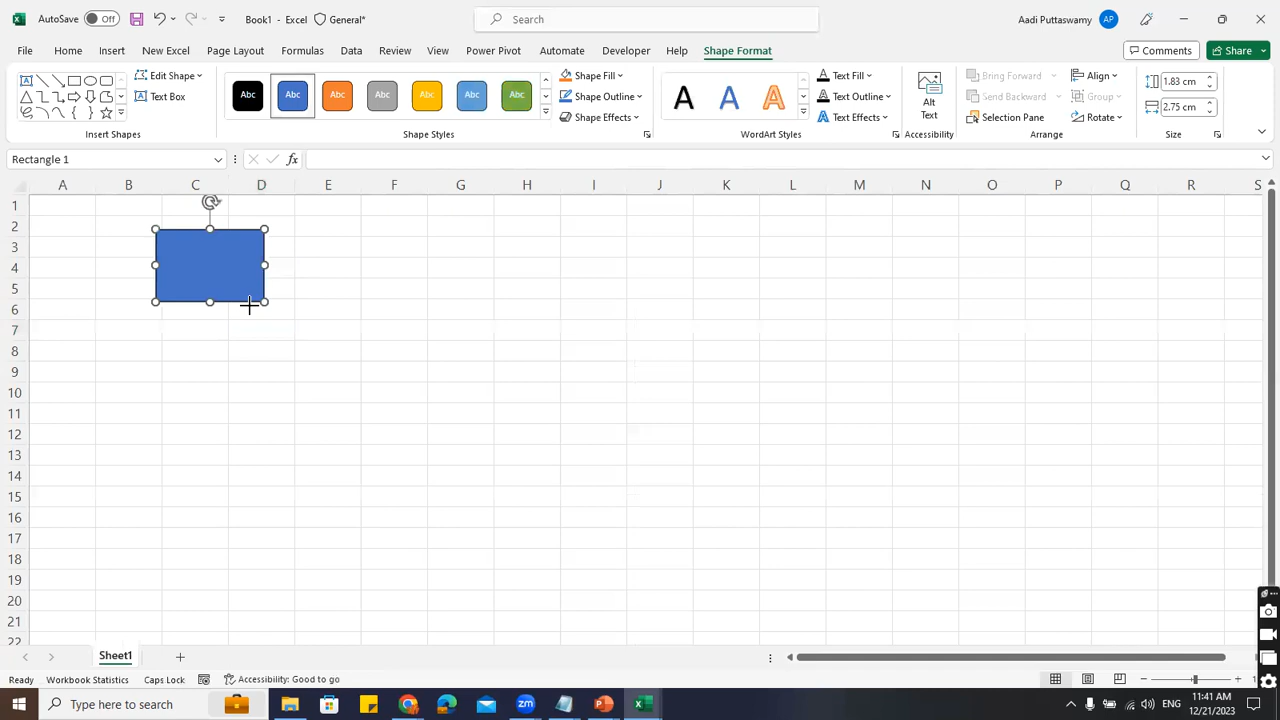 AutoSave Off Book1 - Excel General* Search Aadi Puttaswamy AP
File Home Insert New Excel Page Layout Formulas Data Review View Power Pivot Automate Developer Help Shape Format Comments Share
Edit Shape Abc Abc Abc Abc Abc Abc Abc Shape Fill A A A A Text Fill Bring Forward Align 1.83 cm
A Text Box Shape Outline A Text Outline Alt Text Send Backward Group 2.75 cm
Shape Effects A Text Effects Selection Pane Rotate
Insert Shapes Shape Styles WordArt Styles Accessibility Arrange Size
Rectangle 1 fx
A B C D E F G H I J K L M N O P Q R S
1
2
3
4
5
6
7
8
9
10
11
12
13
14
15
16
17
18
19
20
21
22
Sheet1
Ready Workbook Statistics Caps Lock Accessibility: Good to go
Type here to search zm ENG 11:41 AM
12/21/2023